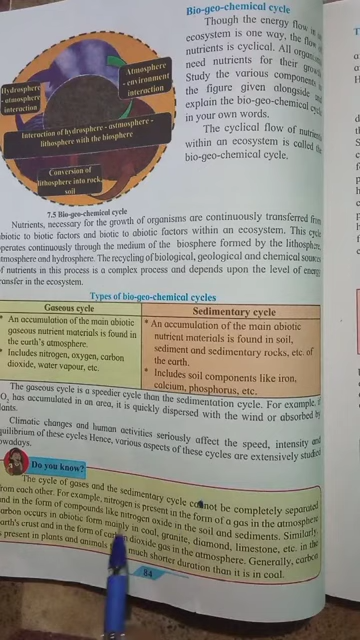 Bio-geo-chemical cycle
Though the energy flow in
ecosystem is one way, the flow
nutrients is cyclical. All orga
need nutrients for their grow
Study the various componen
the figure given alongside an
explain the bio-geo-chemical cyc
in your own words.
The cyclical flow of nutrien
within an ecosystem is called the
bio-geo-chemical cycle.
Hydrosphere
- atmosphere
interaction
Atmosphere
- environment
interaction
Interaction of hydrosphere - atmosphere -
lithosphere with the biosphere
Conversion of
lithosphere into rock,
soil
7.5 Bio-geo-chemical cycle
Nutrients, necessary for the growth of organisms are continuously transferred from
abiotic to biotic factors and biotic to abiotic factors within an ecosystem. This cycle
operates continuously through the medium of the biosphere formed by the lithosphere,
atmosphere and hydrosphere. The recycling of biological, geological and chemical sources
of nutrients in this process is a complex process and depends upon the level of energy
transfer in the ecosystem.
Types of bio-geo-chemical cycles
Gaseous cycle
* An accumulation of the main abiotic
gaseous nutrient materials is found in
the earth's atmosphere.
* Includes nitrogen, oxygen, carbon
dioxide, water vapour, etc.
Sedimentary cycle
* An accumulation of the main abiotic
nutrient materials is found in soil,
sediment and sedimentary rocks, etc. of
the earth.
* Includes soil components like iron,
calcium, phosphorus, etc.
The gaseous cycle is a speedier cycle than the sedimentation cycle. For example, if
O₂ has accumulated in an area, it is quickly dispersed with the wind or absorbed by
plants.
Climatic changes and human activities seriously affect the speed, intensity and
equilibrium of these cycles Hence, various aspects of these cycles are extensively studied
nowadays.
Do you know?
The cycle of gases and the sedimentary cycle cannot be completely separated
from each other. For example, nitrogen is present in the form of a gas in the atmosphere
and in the form of compounds like nitrogen oxide in the soil and sediments. Similarly,
carbon occurs in abiotic form mainly in coal, granite, diamond, limestone, etc. in the
earth's crust and in the form of carbon dioxide gas in the atmosphere. Generally, carbon
is present in plants and animals much shorter duration than it is in coal.
84